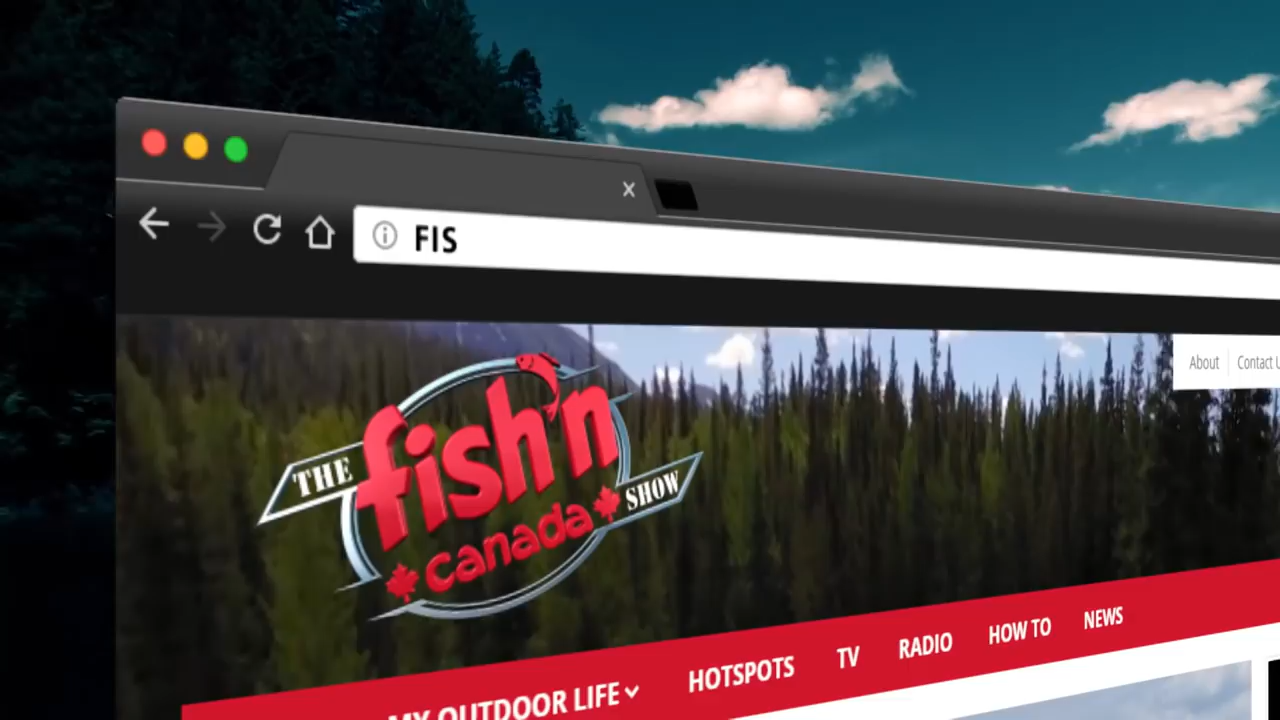 x
FIS
About
Contact U
THE
fish'n
canada
SHOW
MY OUTDOOR LIFE
HOTSPOTS
TV
RADIO
HOW TO
NEWS